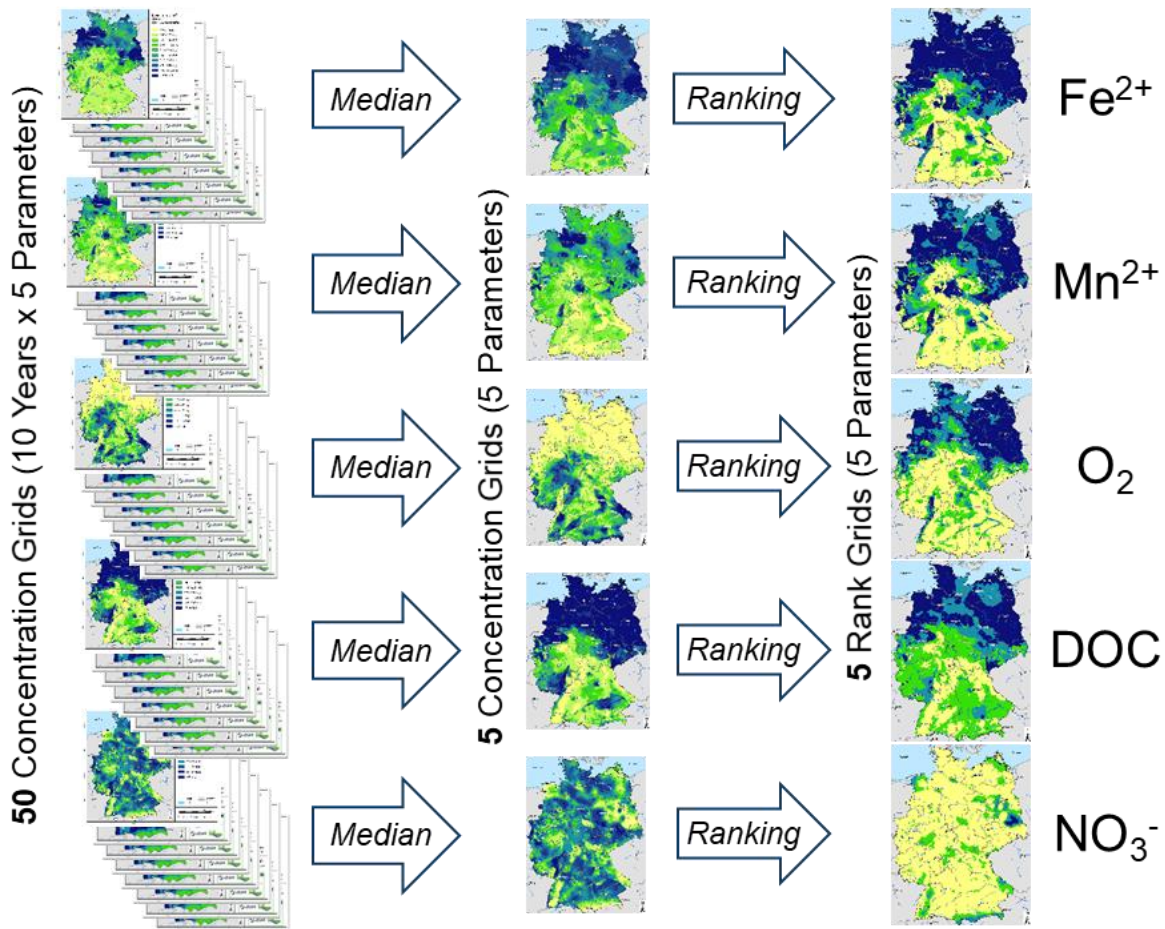 50 Concentration Grids (10 Years x 5 Parameters)
Median
Median
Median
Median
Median
5 Concentration Grids (5 Parameters)
Ranking
Ranking
Ranking
Ranking
Ranking
5 Rank Grids (5 Parameters)
Fe²⁺
Mn²⁺
O₂
DOC
NO₃⁻